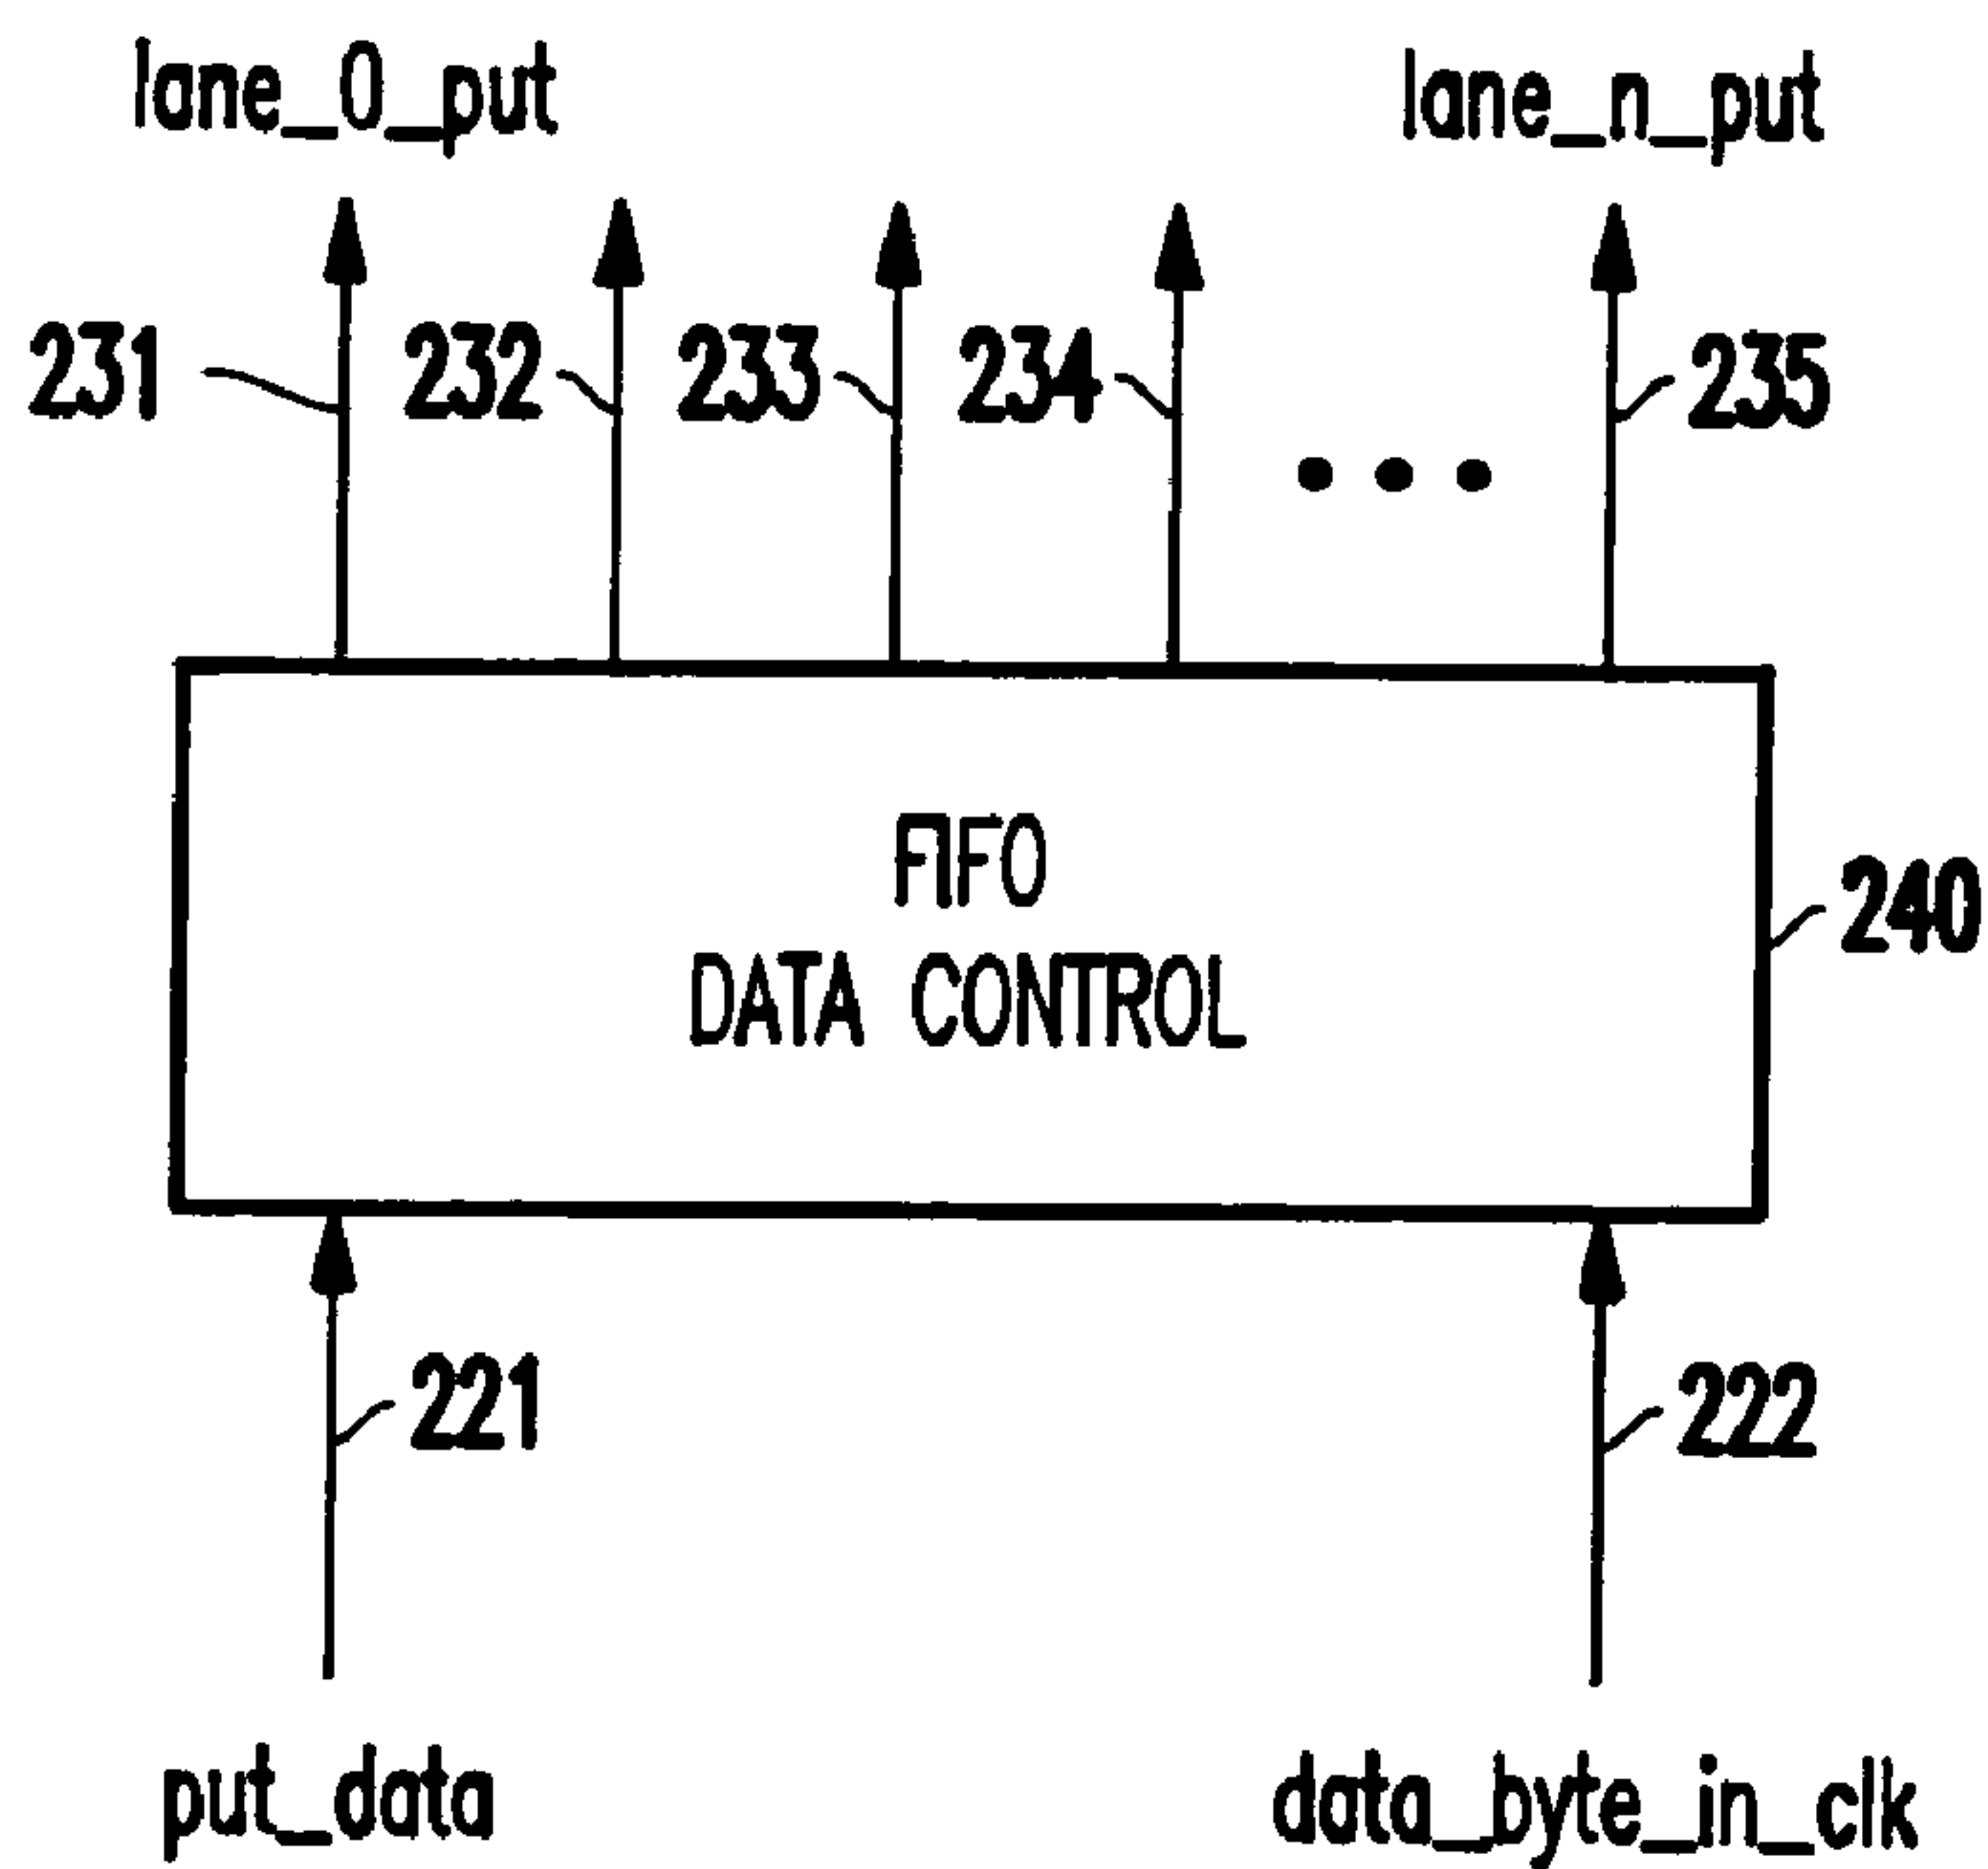 lane_0_put lane_n_put
231 232 233 234 235
FIFO
DATA CONTROL
240
221 222
put_data data_byte_in_clk